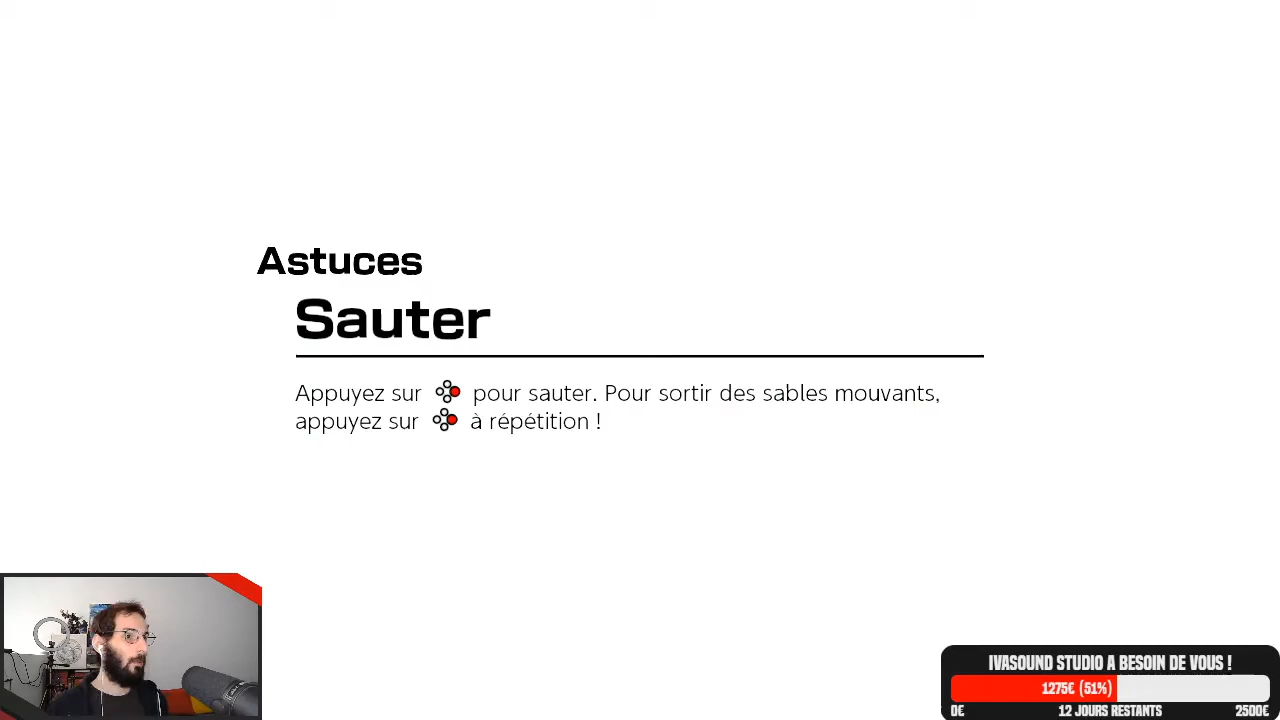 Astuces
Sauter
Appuyez sur pour sauter. Pour sortir des sables mouvants,
appuyez sur à répétition !
IVASOUND STUDIO A BESOIN DE VOUS !
1275€ (51%)
0€ 12 JOURS RESTANTS 2500€